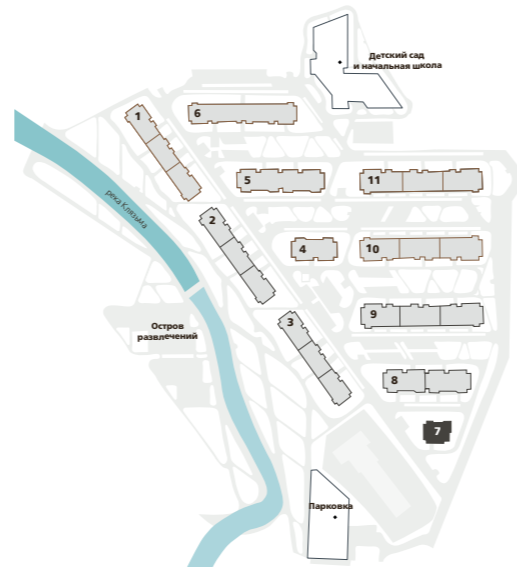 Детский сад
и начальная школа
1
6
5
11
река Клязьма
2
4
10
Остров
развлечений
3
9
8
7
Парковка